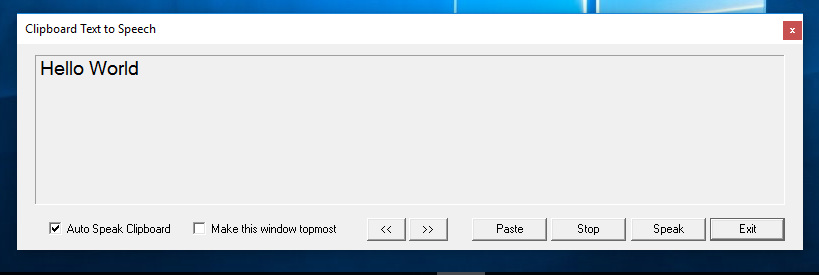 Clipboard Text to Speech
x
Hello World
Auto Speak Clipboard Make this window topmost << >> Paste Stop Speak Exit